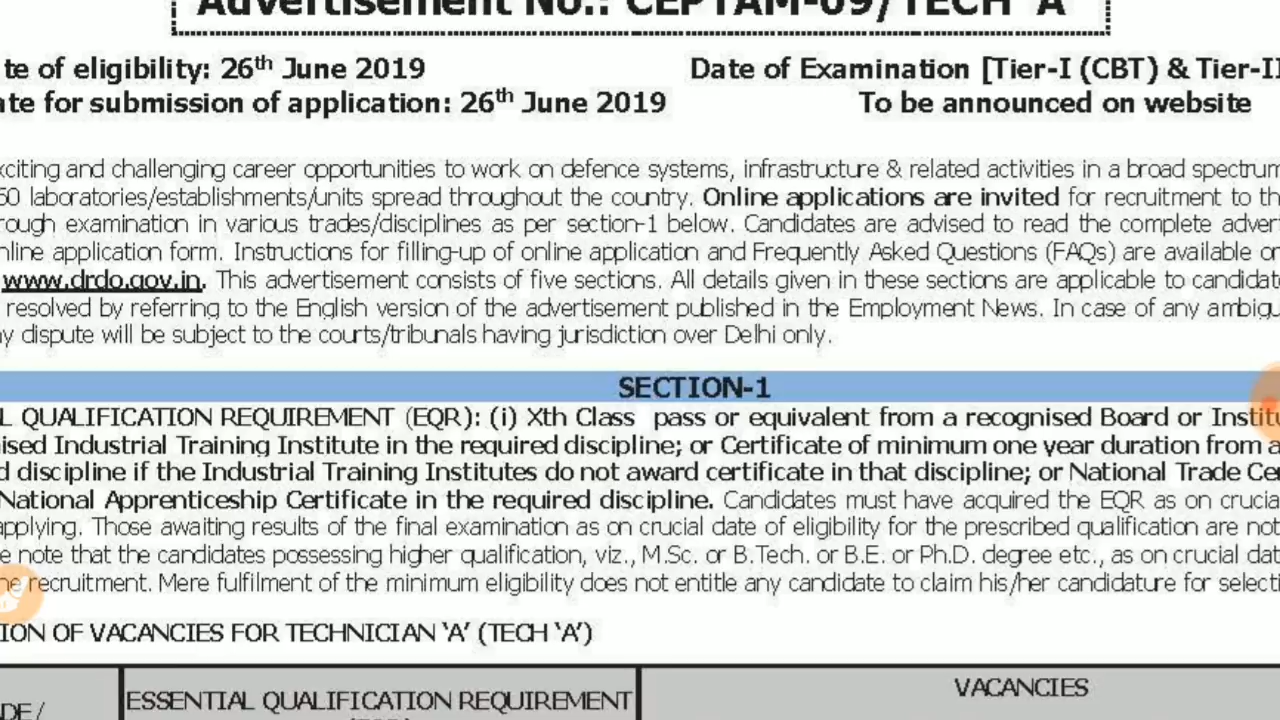 Advertisement No.: CEPTAM-09/TECH 'A'
te of eligibility: 26th June 2019
Date of Examination [Tier-I (CBT) & Tier-II
ate for submission of application: 26th June 2019
To be announced on website
xciting and challenging career opportunities to work on defence systems, infrastructure & related activities in a broad spectrum
60 laboratories/establishments/units spread throughout the country. Online applications are invited for recruitment to th
rough examination in various trades/disciplines as per section-1 below. Candidates are advised to read the complete adver
nline application form. Instructions for filling-up of online application and Frequently Asked Questions (FAQs) are available on
www.drdo.gov.in. This advertisement consists of five sections. All details given in these sections are applicable to candidate
resolved by referring to the English version of the advertisement published in the Employment News. In case of any ambigu
ny dispute will be subject to the courts/tribunals having jurisdiction over Delhi only.
SECTION-1
L QUALIFICATION REQUIREMENT (EQR): (i) Xth Class pass or equivalent from a recognised Board or Institu
ised Industrial Training Institute in the required discipline; or Certificate of minimum one year duration from a
d discipline if the Industrial Training Institutes do not award certificate in that discipline; or National Trade Cer
National Apprenticeship Certificate in the required discipline. Candidates must have acquired the EQR as on crucia
applying. Those awaiting results of the final examination as on crucial date of eligibility for the prescribed qualification are not
e note that the candidates possessing higher qualification, viz., M.Sc. or B.Tech. or B.E. or Ph.D. degree etc., as on crucial dat
he recruitment. Mere fulfilment of the minimum eligibility does not entitle any candidate to claim his/her candidature for selecti
ION OF VACANCIES FOR TECHNICIAN 'A' (TECH 'A')
DE/
ESSENTIAL QUALIFICATION REQUIREMENT
VACANCIES